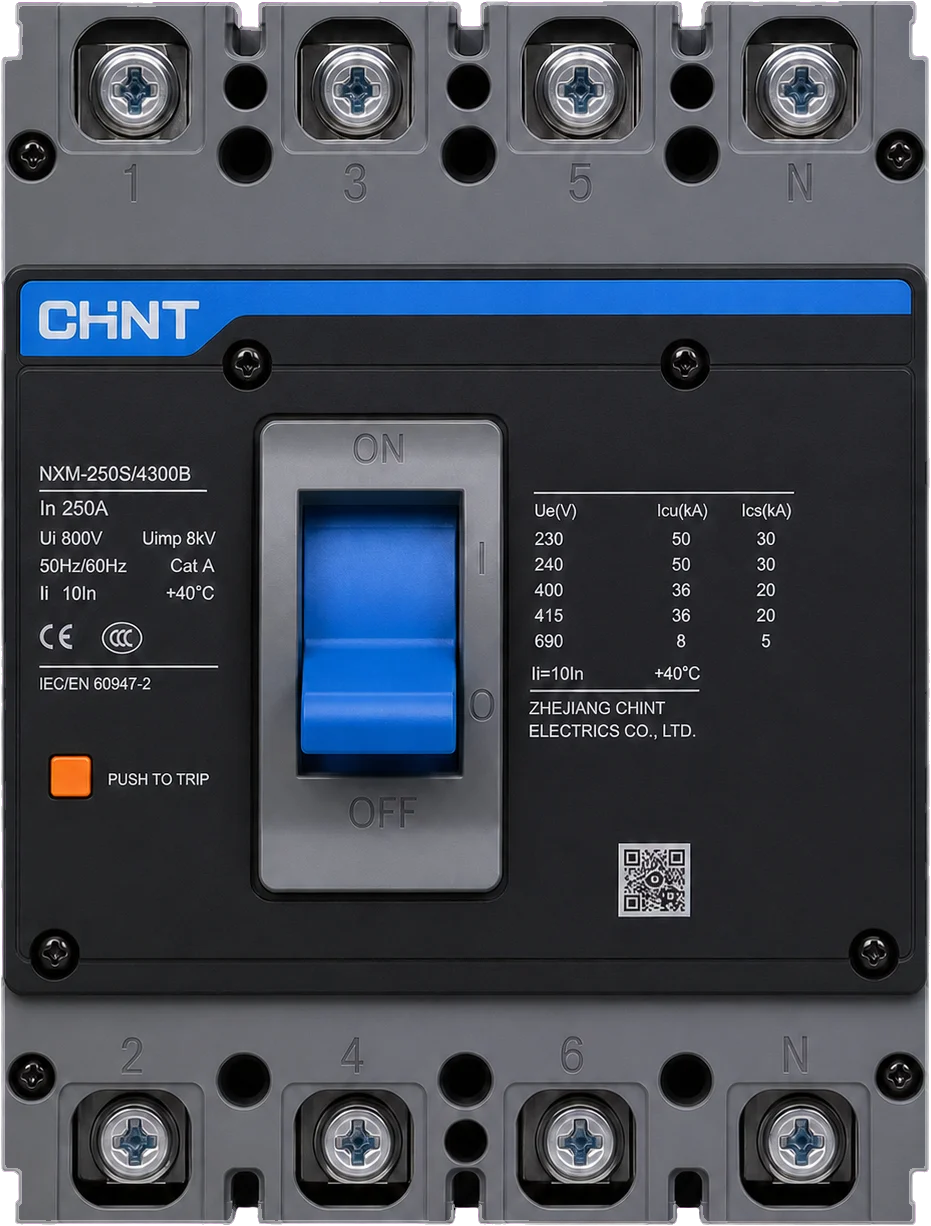 1 3 5 N
CHNT
ON
NXM-250S/4300B
In 250A
Ui 800V Uimp 8kV
50Hz/60Hz Cat A
Ii 10In +40°C
CE CCC
IEC/EN 60947-2
PUSH TO TRIP
I
O
OFF
Ue(V) Icu(kA) Ics(kA)
230 50 30
240 50 30
400 36 20
415 36 20
690 8 5
Ii=10In +40°C
ZHEJIANG CHINT
ELECTRICS CO., LTD.
2 4 6 N